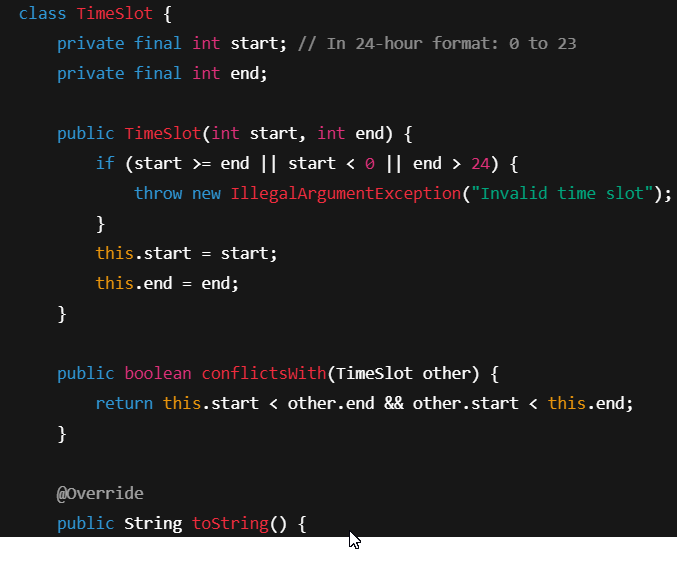 class TimeSlot {
    private final int start; // In 24-hour format: 0 to 23
    private final int end;

    public TimeSlot(int start, int end) {
        if (start >= end || start < 0 || end > 24) {
            throw new IllegalArgumentException("Invalid time slot");
        }
        this.start = start;
        this.end = end;
    }

    public boolean conflictsWith(TimeSlot other) {
        return this.start < other.end && other.start < this.end;
    }

    @Override
    public String toString() {